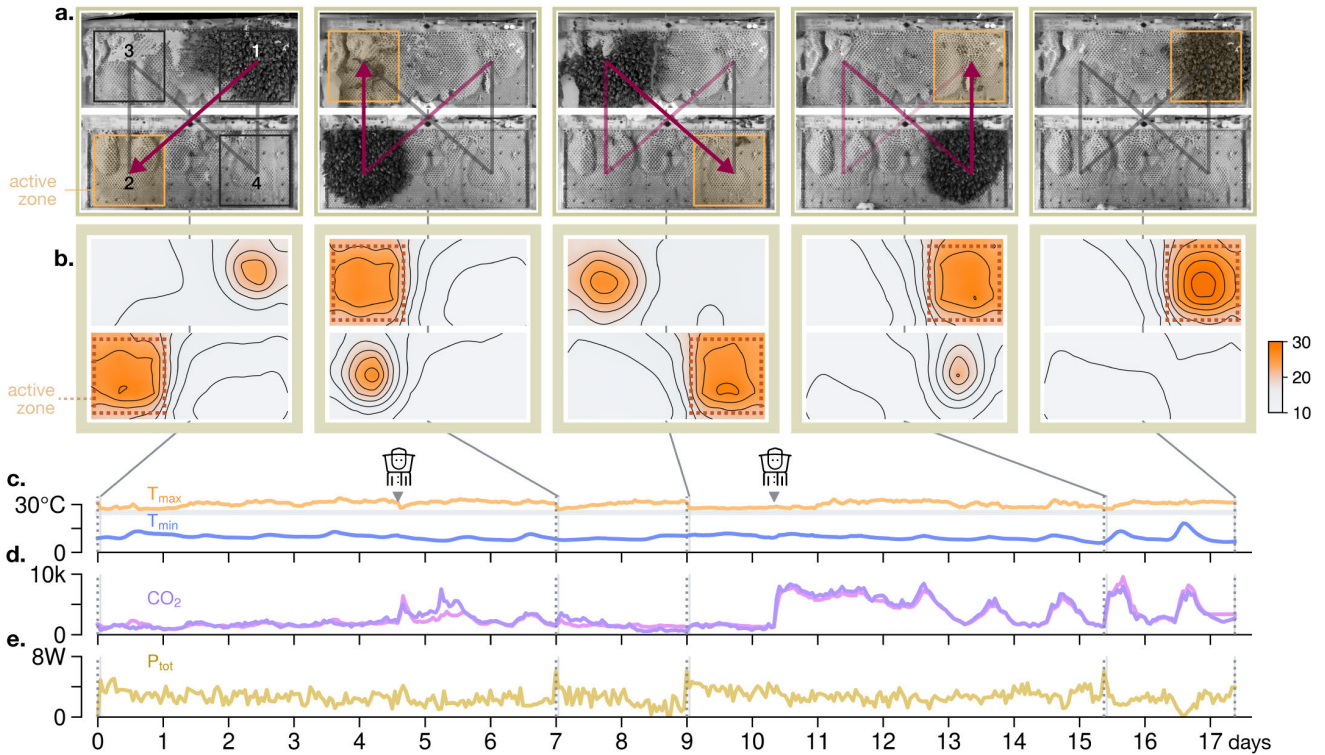 a.
3
1
2
4
active
zone
b.
active
zone
30
20
10
c.
Tmax
30°C
Tmin
0
d.
10k
CO2
0
e.
8W
Ptot
0
0 1 2 3 4 5 6 7 8 9 10 11 12 13 14 15 16 17 days